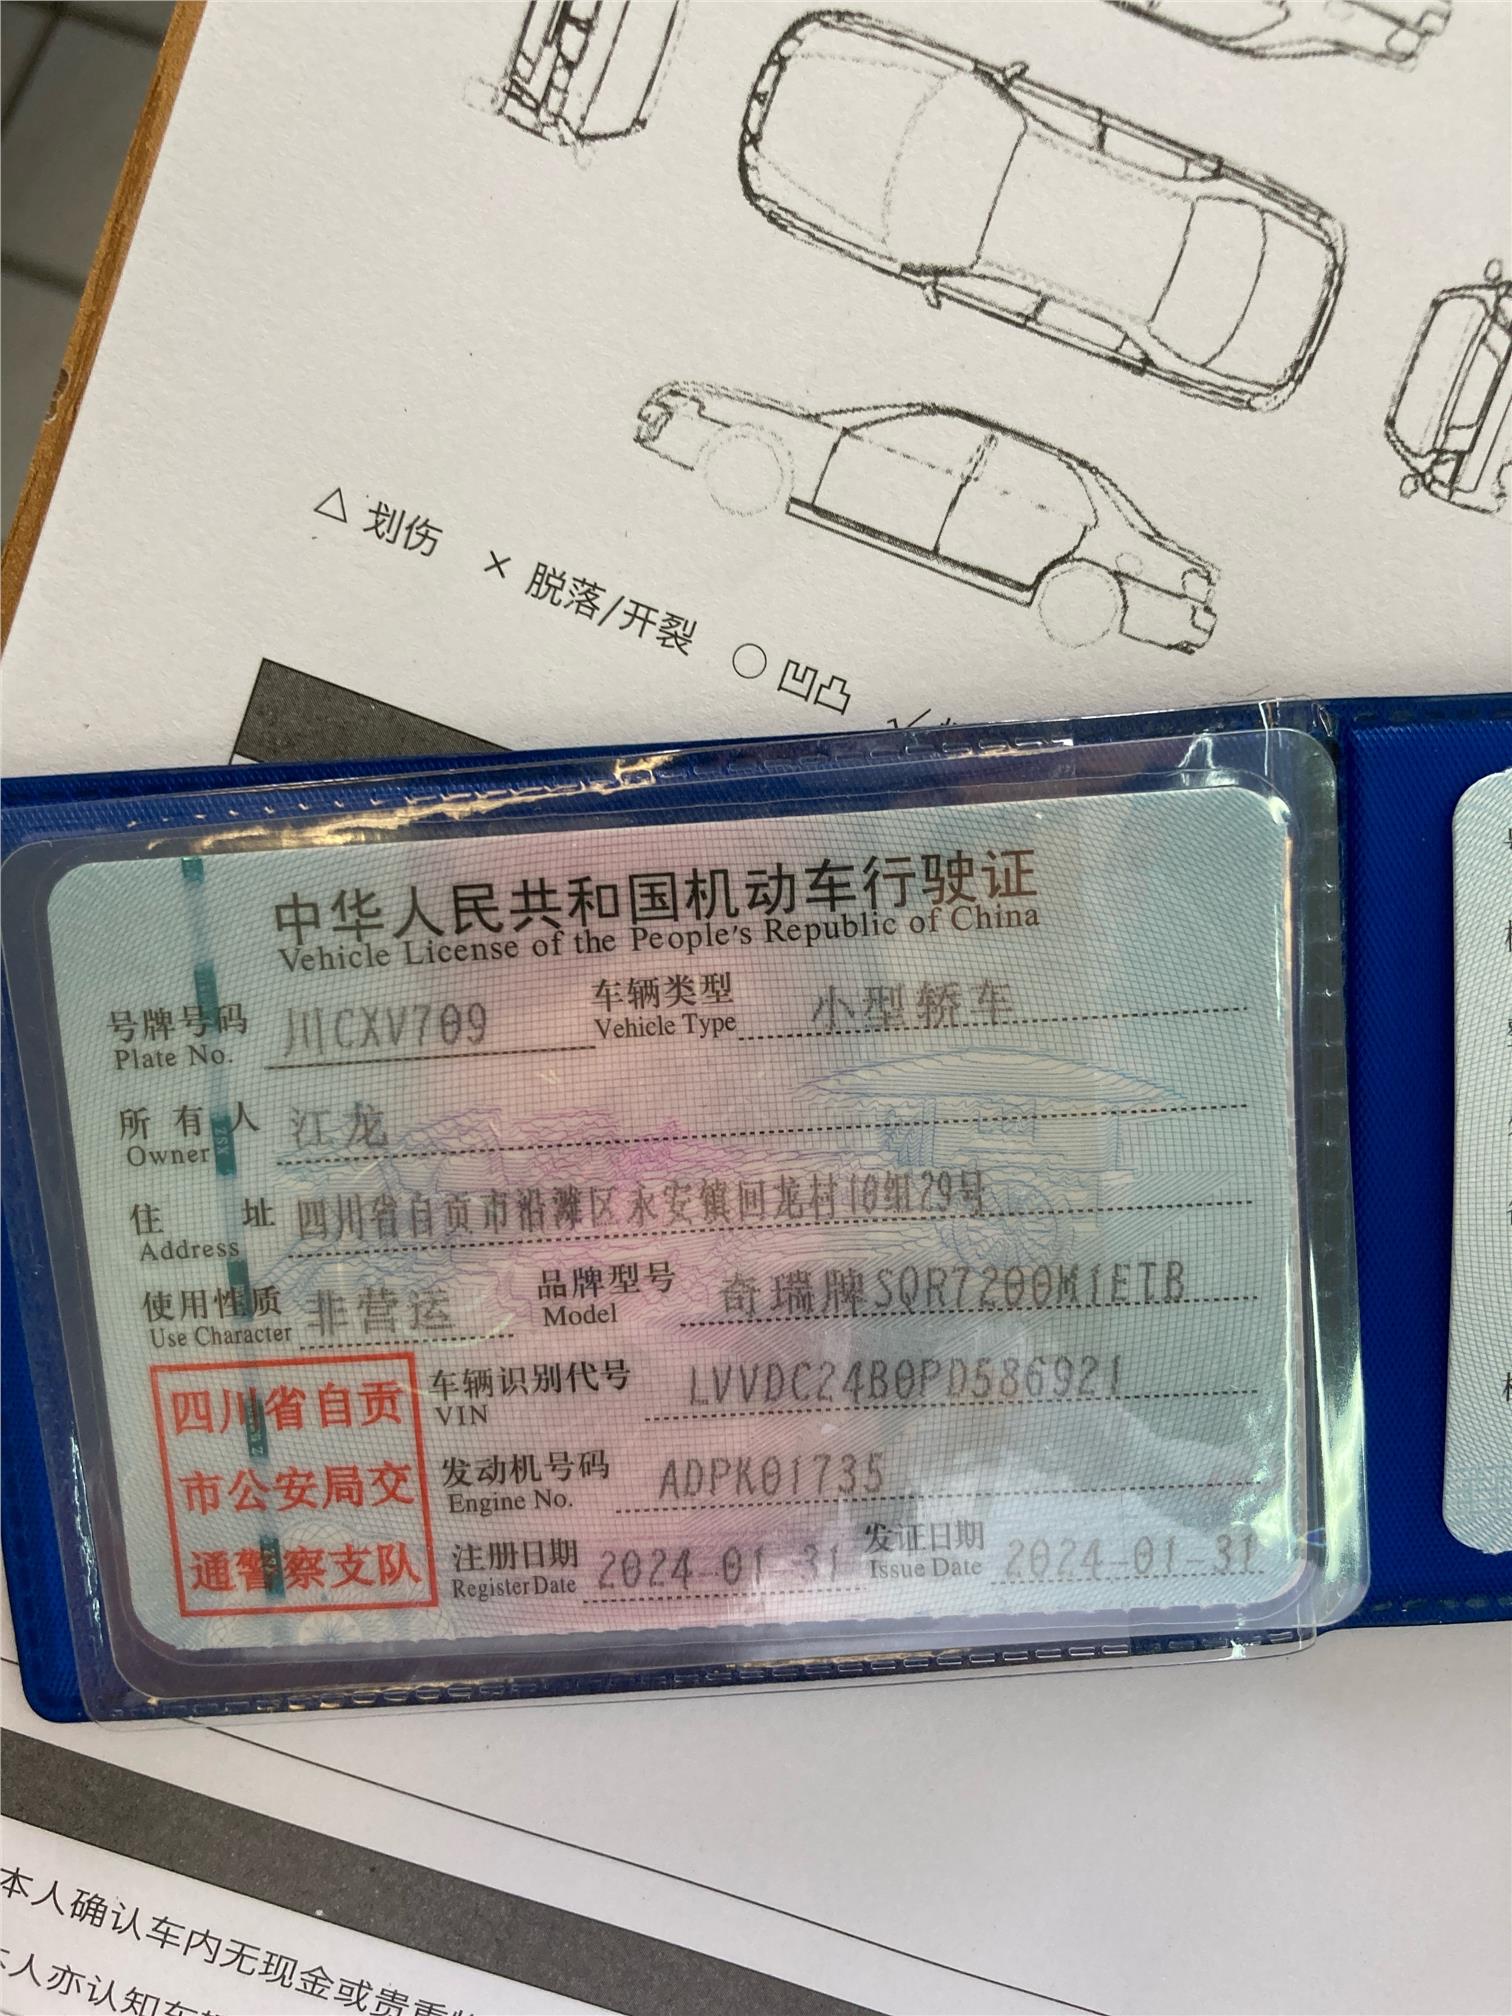 △ 划伤 × 脱落/开裂 ○ 凹凸
中华人民共和国机动车行驶证
Vehicle License of the People's Republic of China
号牌号码 川CXV709 车辆类型 小型轿车
Plate No. Vehicle Type
所有人 江龙
Owner
住址 四川省自贡市沿滩区永安镇回龙村10组29号
Address
使用性质 非营运 品牌型号 奇瑞牌SQR7200M1ETB
Use Character Model
四川省自贡
市公安局交
通警察支队
车辆识别代号 LVVDC24B0PD586921
VIN
发动机号码 ADPK01735
Engine No.
注册日期 2024-01-31 发证日期 2024-01-31
Register Date Issue Date
本人确认车内无现金或贵重
人亦认知车